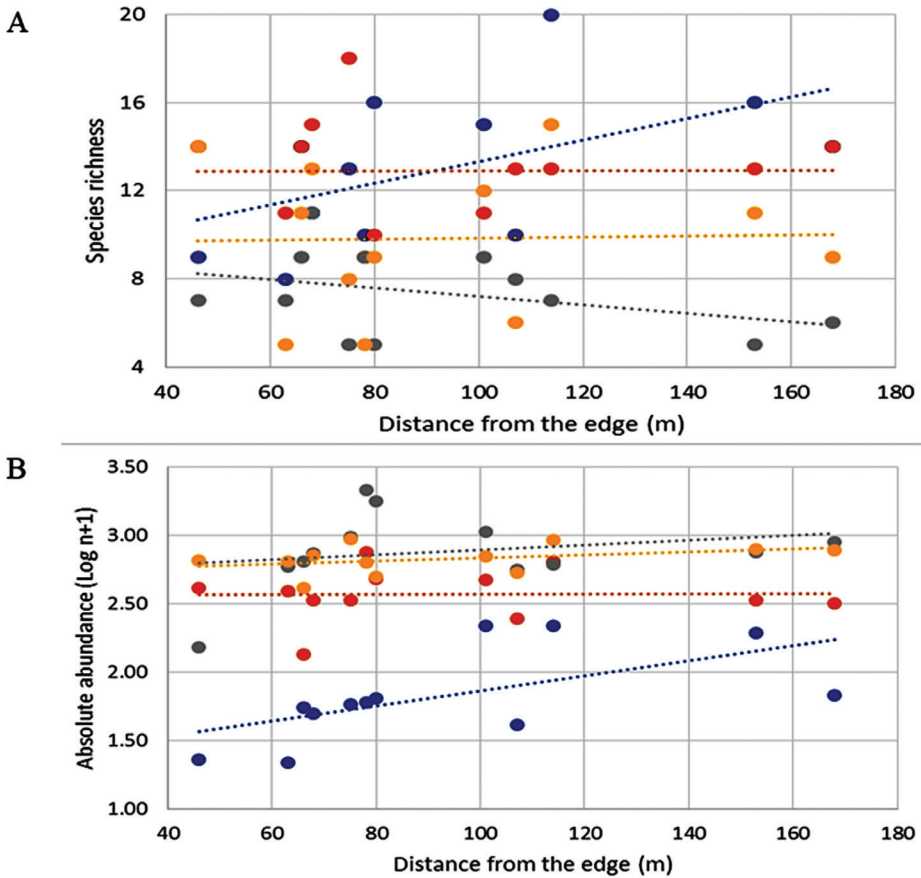 A
Species richness
20
16
12
8
4
40 60 80 100 120 140 160 180
Distance from the edge (m)
B
Absolute abundance (Log n+1)
3.50
3.00
2.50
2.00
1.50
1.00
40 60 80 100 120 140 160 180
Distance from the edge (m)